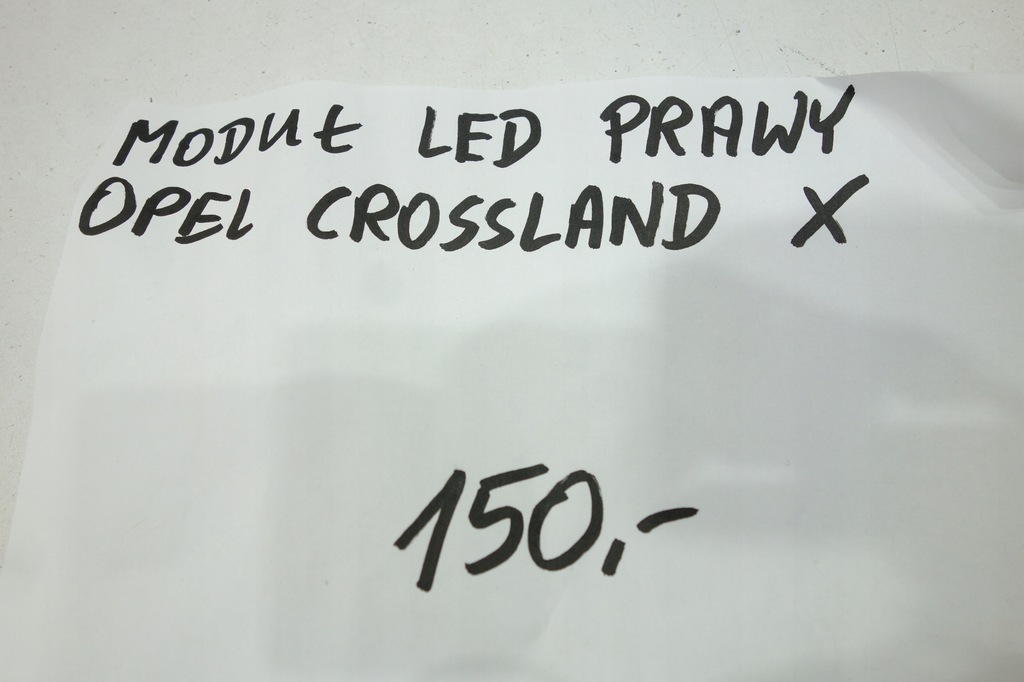 MODUŁ LED PRAWY
OPEL CROSSLAND X
150,-